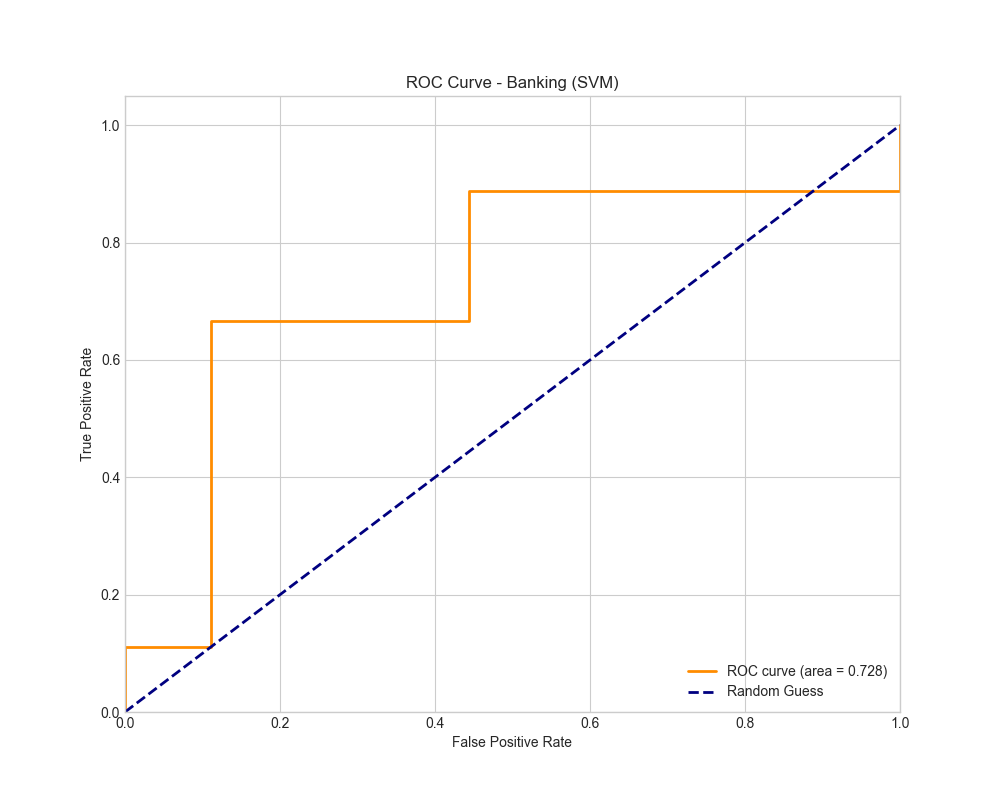 ROC Curve - Banking (SVM)
1.0
0.8
0.6
0.4
0.2
0.0
True Positive Rate
ROC curve (area = 0.728)
Random Guess
0.0 0.2 0.4 0.6 0.8 1.0
False Positive Rate